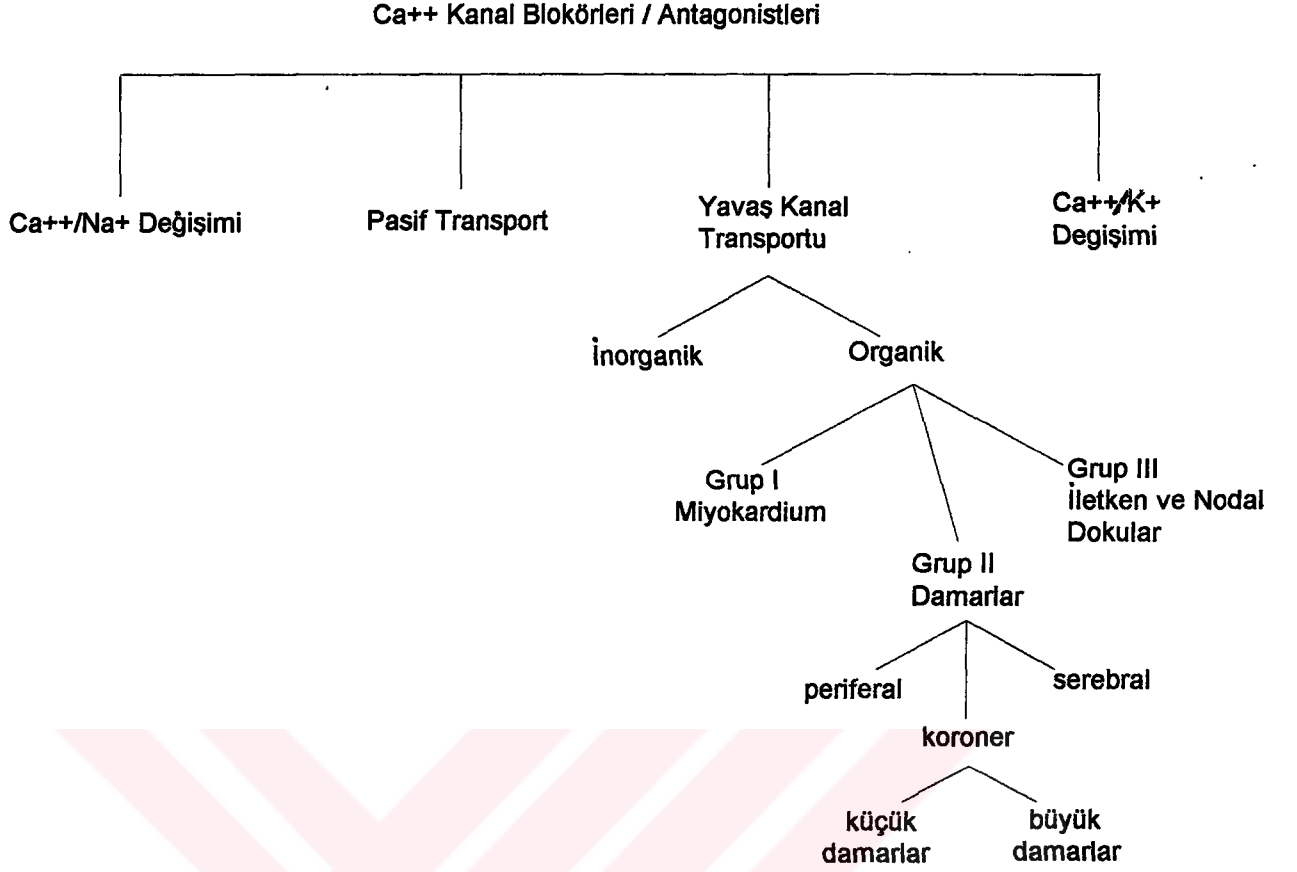 Ca++ Kanal Blokörleri / Antagonistleri
Ca++/Na+ Değişimi
Pasif Transport
Yavaş Kanal
Transportu
Ca++/K+
Degişimi
İnorganik
Organik
Grup I
Miyokardium
Grup III
İletken ve Nodal
Dokular
Grup II
Damarlar
periferal
serebral
koroner
küçük
damarlar
büyük
damarlar